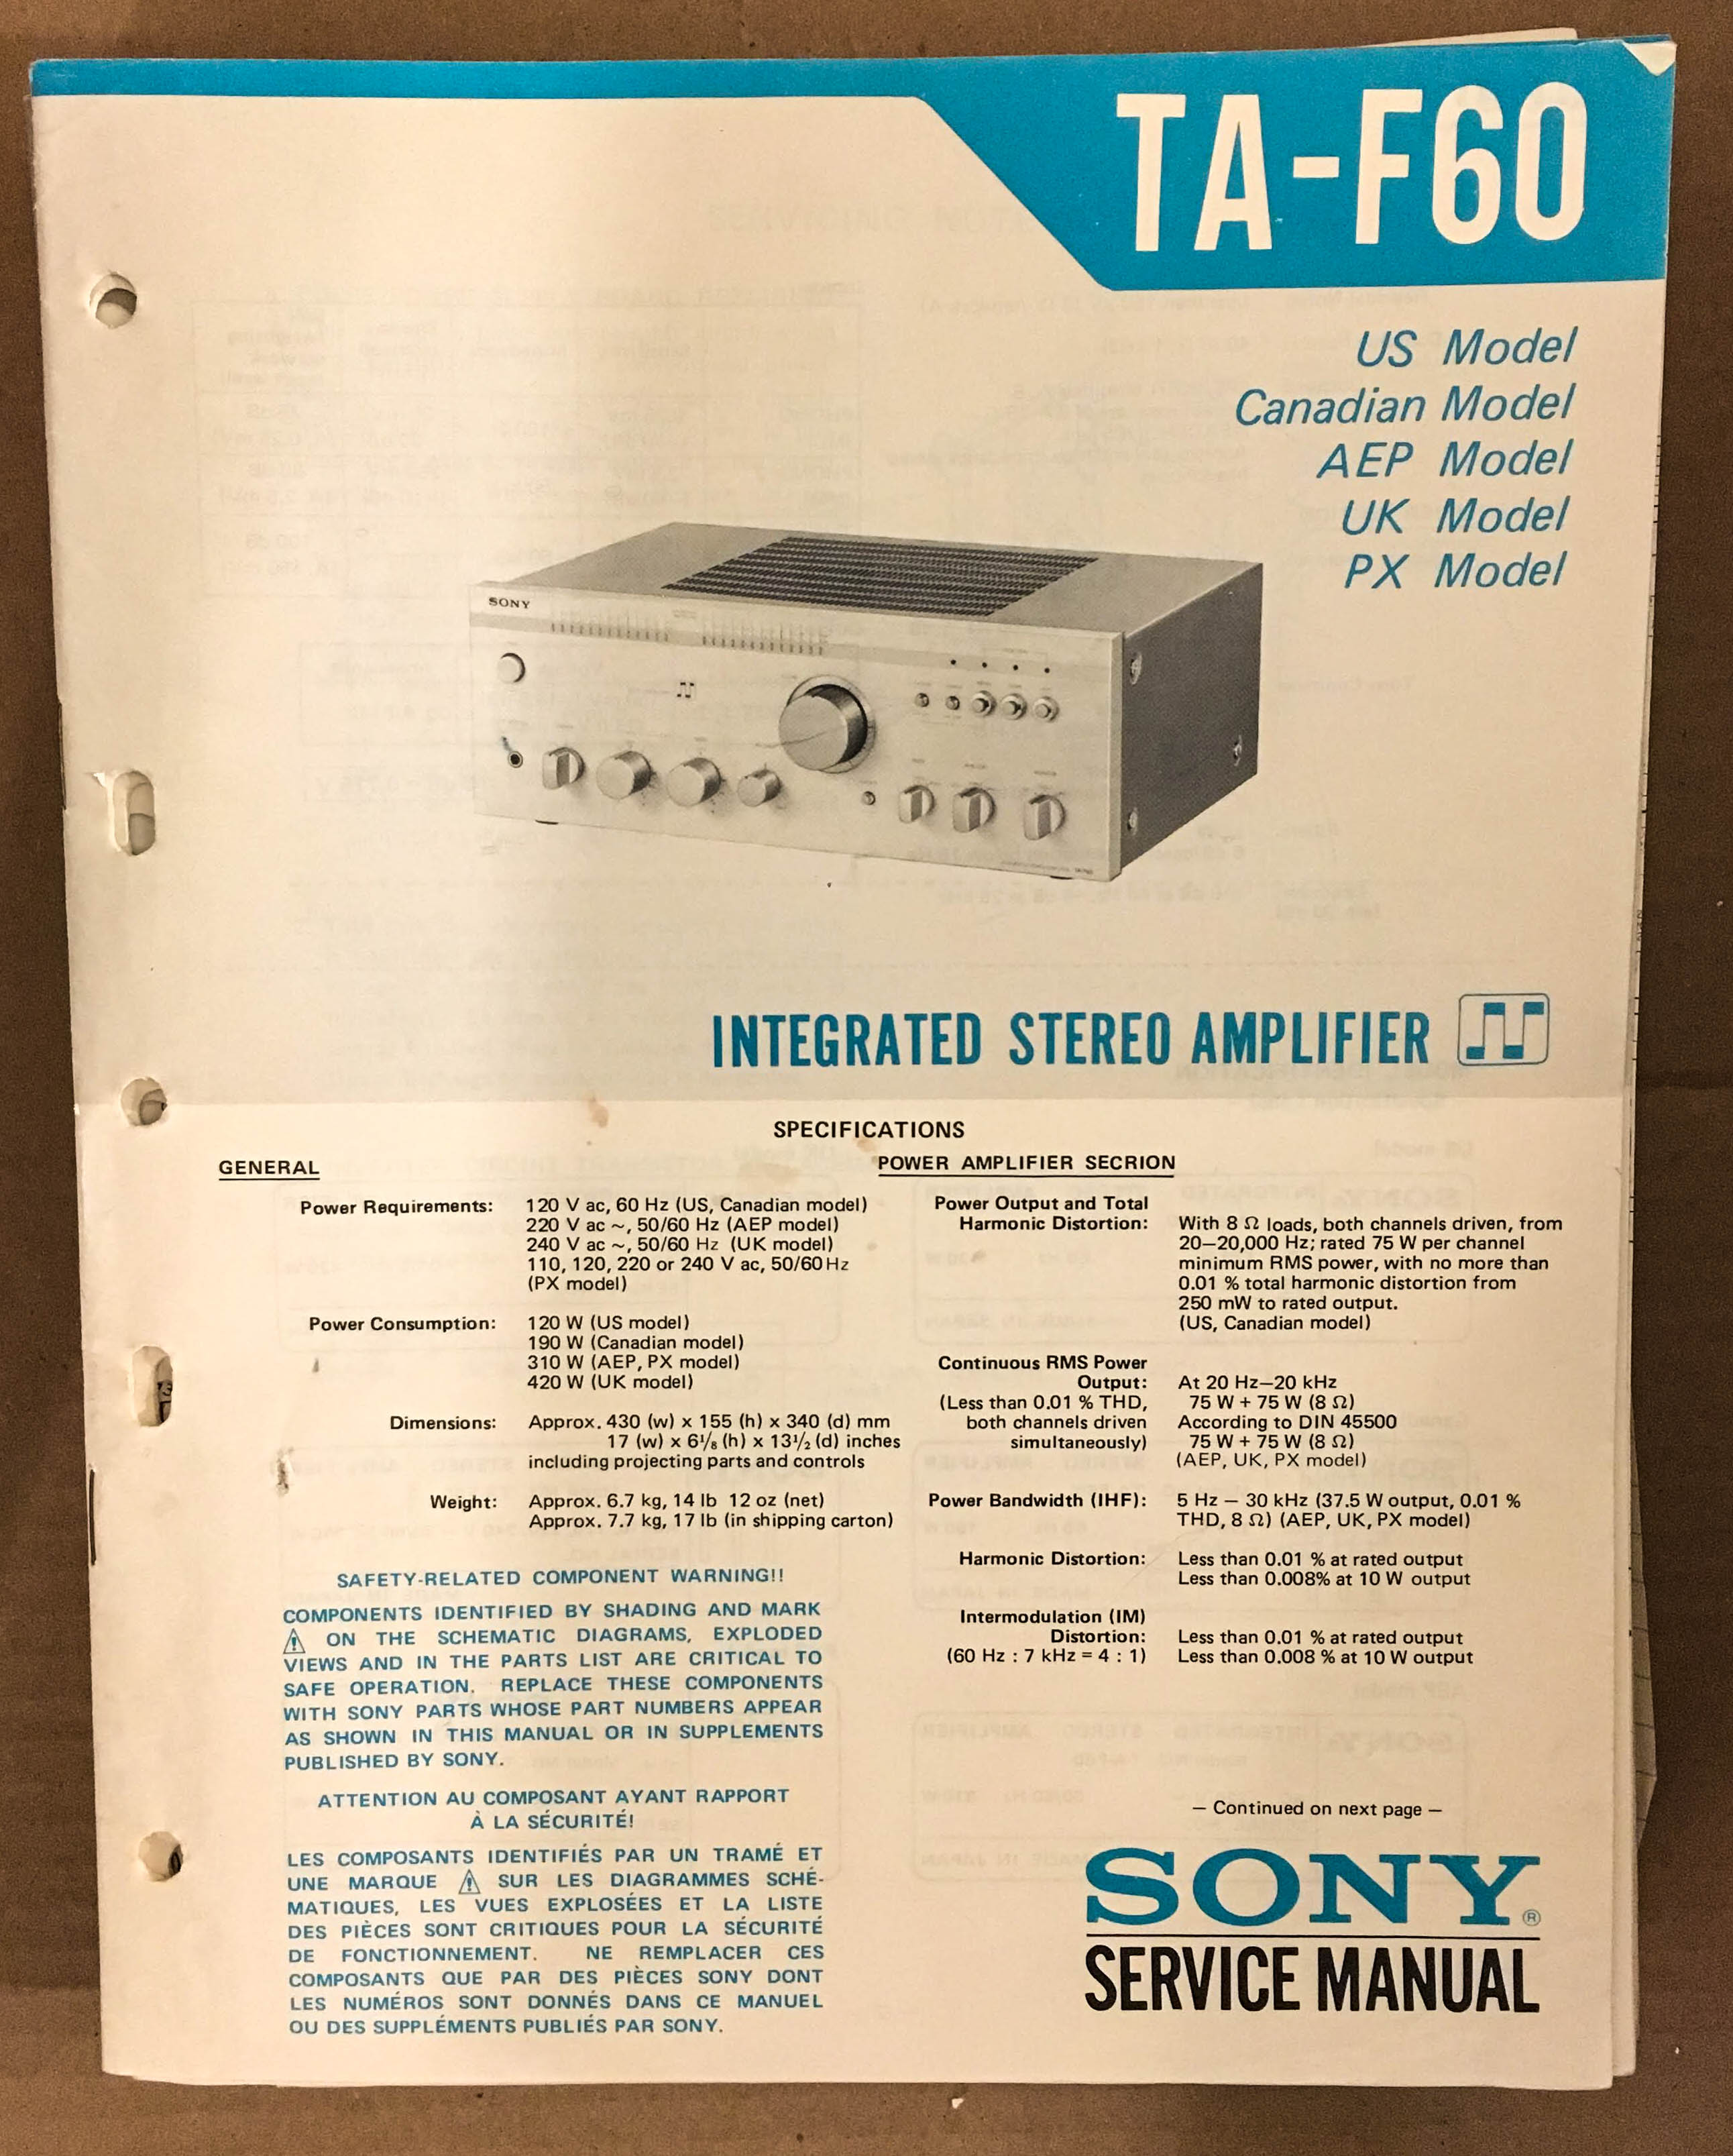 TA-F60
US Model
Canadian Model
AEP Model
UK Model
PX Model
SONY
INTEGRATED STEREO AMPLIFIER
SPECIFICATIONS
GENERAL
Power Requirements: 120 V ac, 60 Hz (US, Canadian model)
220 V ac ~, 50/60 Hz (AEP model)
240 V ac ~, 50/60 Hz (UK model)
110, 120, 220 or 240 V ac, 50/60 Hz
(PX model)
Power Consumption: 120 W (US model)
190 W (Canadian model)
310 W (AEP, PX model)
420 W (UK model)
Dimensions: Approx. 430 (w) x 155 (h) x 340 (d) mm
17 (w) x 6 1/8 (h) x 13 1/2 (d) inches
including projecting parts and controls
Weight: Approx. 6.7 kg, 14 lb 12 oz (net)
Approx. 7.7 kg, 17 lb (in shipping carton)
SAFETY-RELATED COMPONENT WARNING!!
COMPONENTS IDENTIFIED BY SHADING AND MARK
⚠ ON THE SCHEMATIC DIAGRAMS, EXPLODED
VIEWS AND IN THE PARTS LIST ARE CRITICAL TO
SAFE OPERATION. REPLACE THESE COMPONENTS
WITH SONY PARTS WHOSE PART NUMBERS APPEAR
AS SHOWN IN THIS MANUAL OR IN SUPPLEMENTS
PUBLISHED BY SONY.
ATTENTION AU COMPOSANT AYANT RAPPORT
À LA SÉCURITÉ!
LES COMPOSANTS IDENTIFIÉS PAR UN TRAMÉ ET
UNE MARQUE ⚠ SUR LES DIAGRAMMES SCHÉ-
MATIQUES, LES VUES EXPLOSÉES ET LA LISTE
DES PIÈCES SONT CRITIQUES POUR LA SÉCURITÉ
DE FONCTIONNEMENT. NE REMPLACER CES
COMPOSANTS QUE PAR DES PIÈCES SONY DONT
LES NUMÉROS SONT DONNÉS DANS CE MANUEL
OU DES SUPPLÉMENTS PUBLIÉS PAR SONY.
POWER AMPLIFIER SECRION
Power Output and Total
Harmonic Distortion: With 8 Ω loads, both channels driven, from
20—20,000 Hz; rated 75 W per channel
minimum RMS power, with no more than
0.01 % total harmonic distortion from
250 mW to rated output.
(US, Canadian model)
Continuous RMS Power
Output: At 20 Hz—20 kHz
(Less than 0.01 % THD, 75 W + 75 W (8 Ω)
both channels driven According to DIN 45500
simultaneously) 75 W + 75 W (8 Ω)
(AEP, UK, PX model)
Power Bandwidth (IHF): 5 Hz — 30 kHz (37.5 W output, 0.01 %
THD, 8 Ω) (AEP, UK, PX model)
Harmonic Distortion: Less than 0.01 % at rated output
Less than 0.008% at 10 W output
Intermodulation (IM)
Distortion: Less than 0.01 % at rated output
(60 Hz : 7 kHz = 4 : 1) Less than 0.008 % at 10 W output
— Continued on next page —
SONY®
SERVICE MANUAL